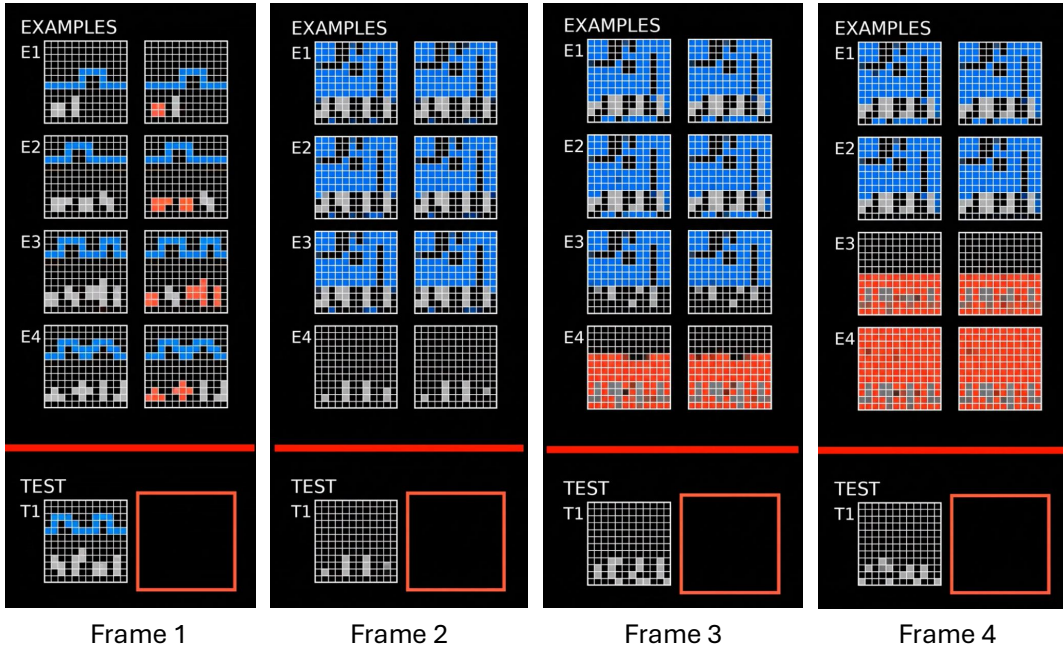 EXAMPLES
E1
E2
E3
E4
TEST
T1
EXAMPLES
E1
E2
E3
E4
TEST
T1
EXAMPLES
E1
E2
E3
E4
TEST
T1
EXAMPLES
E1
E2
E3
E4
TEST
T1
Frame 1
Frame 2
Frame 3
Frame 4